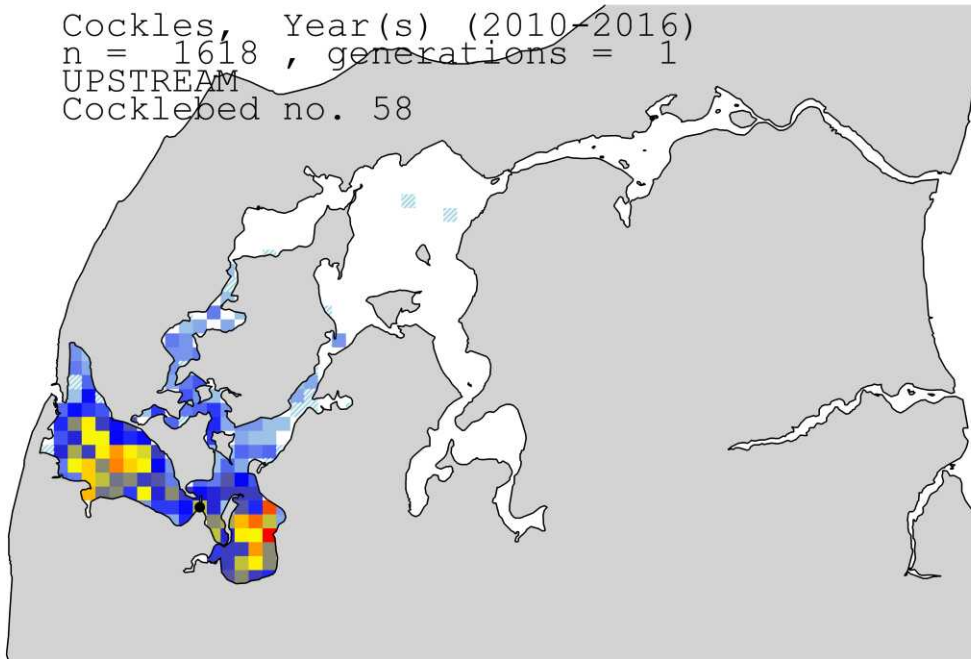 Cockles, Year(s) (2010-2016)
n = 1618 , generations = 1
UPSTREAM
Cocklebed no. 58